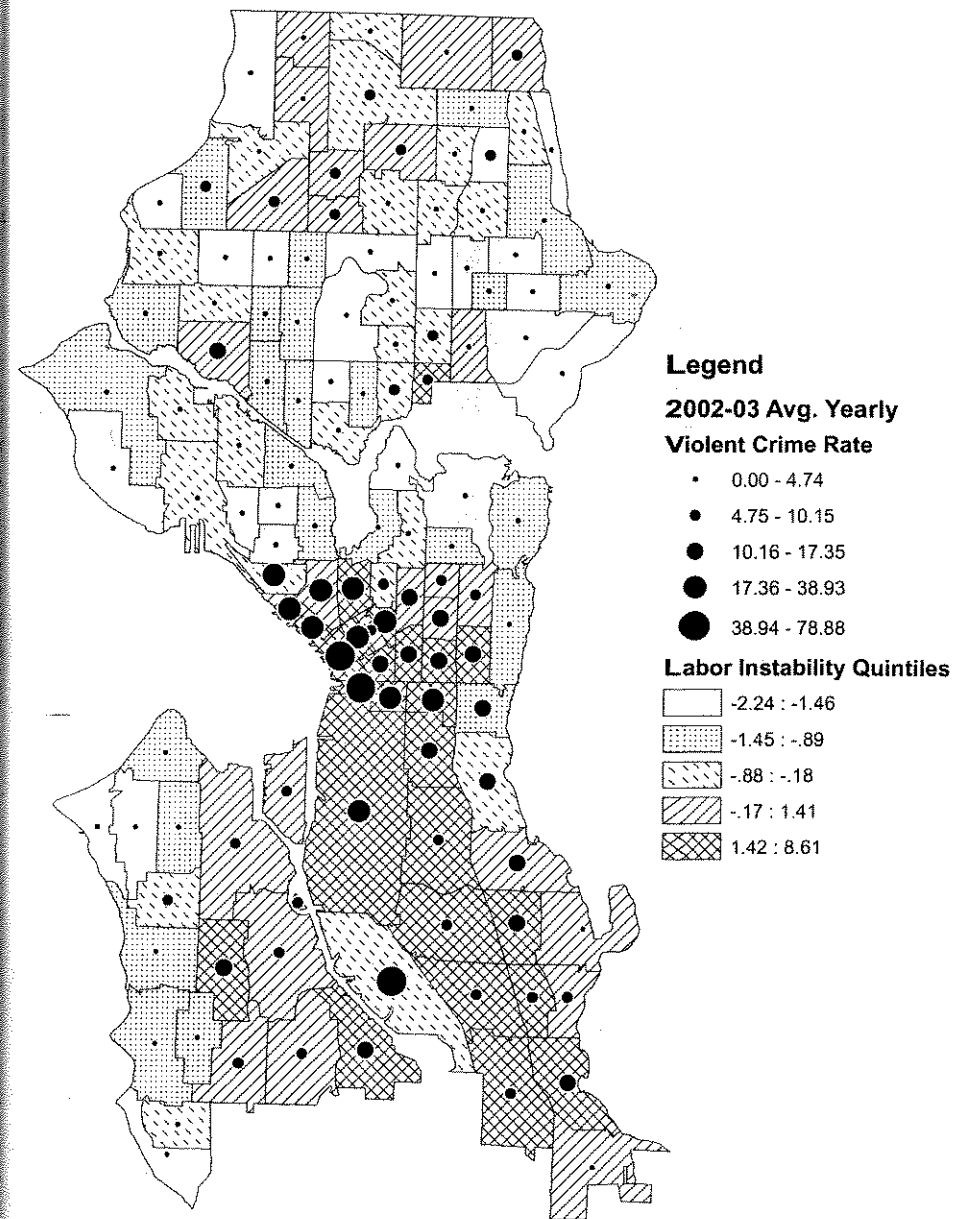 Legend
2002-03 Avg. Yearly
Violent Crime Rate
0.00 - 4.74
4.75 - 10.15
10.16 - 17.35
17.36 - 38.93
38.94 - 78.88
Labor Instability Quintiles
-2.24 : -1.46
-1.45 : -.89
-.88 : -.18
-.17 : 1.41
1.42 : 8.61